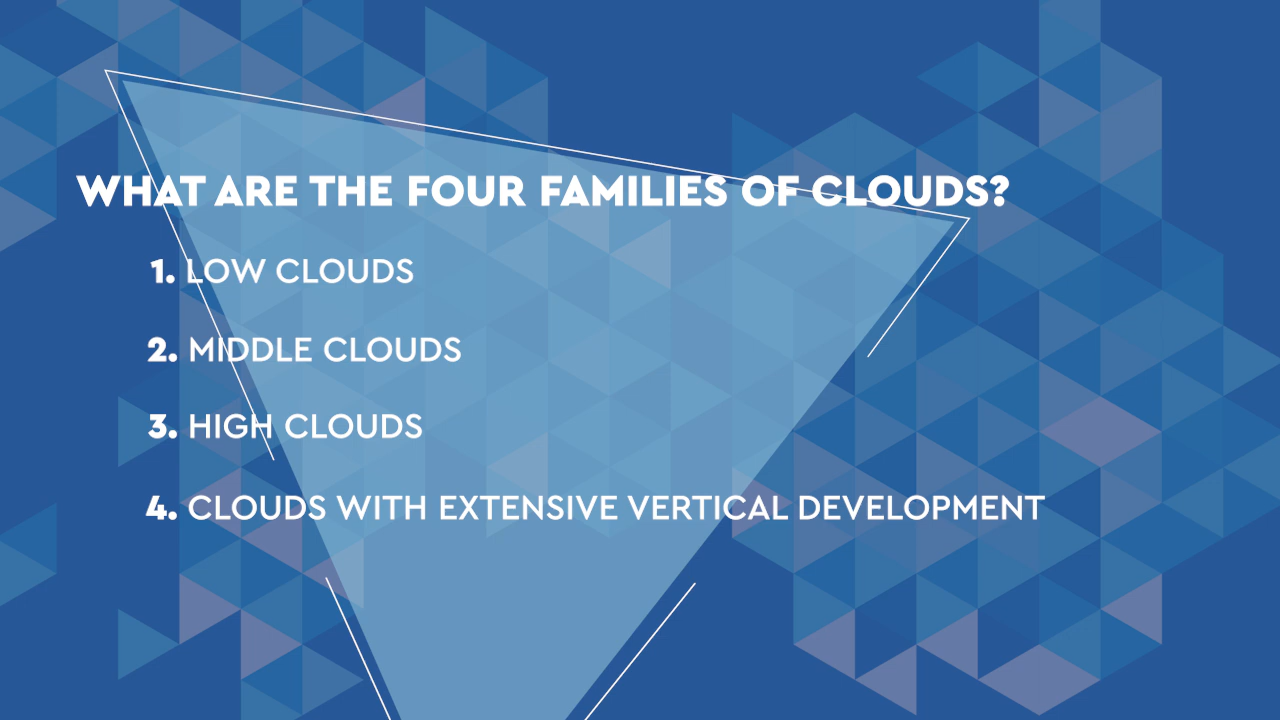 WHAT ARE THE FOUR FAMILIES OF CLOUDS?
1. LOW CLOUDS
2. MIDDLE CLOUDS
3. HIGH CLOUDS
4. CLOUDS WITH EXTENSIVE VERTICAL DEVELOPMENT